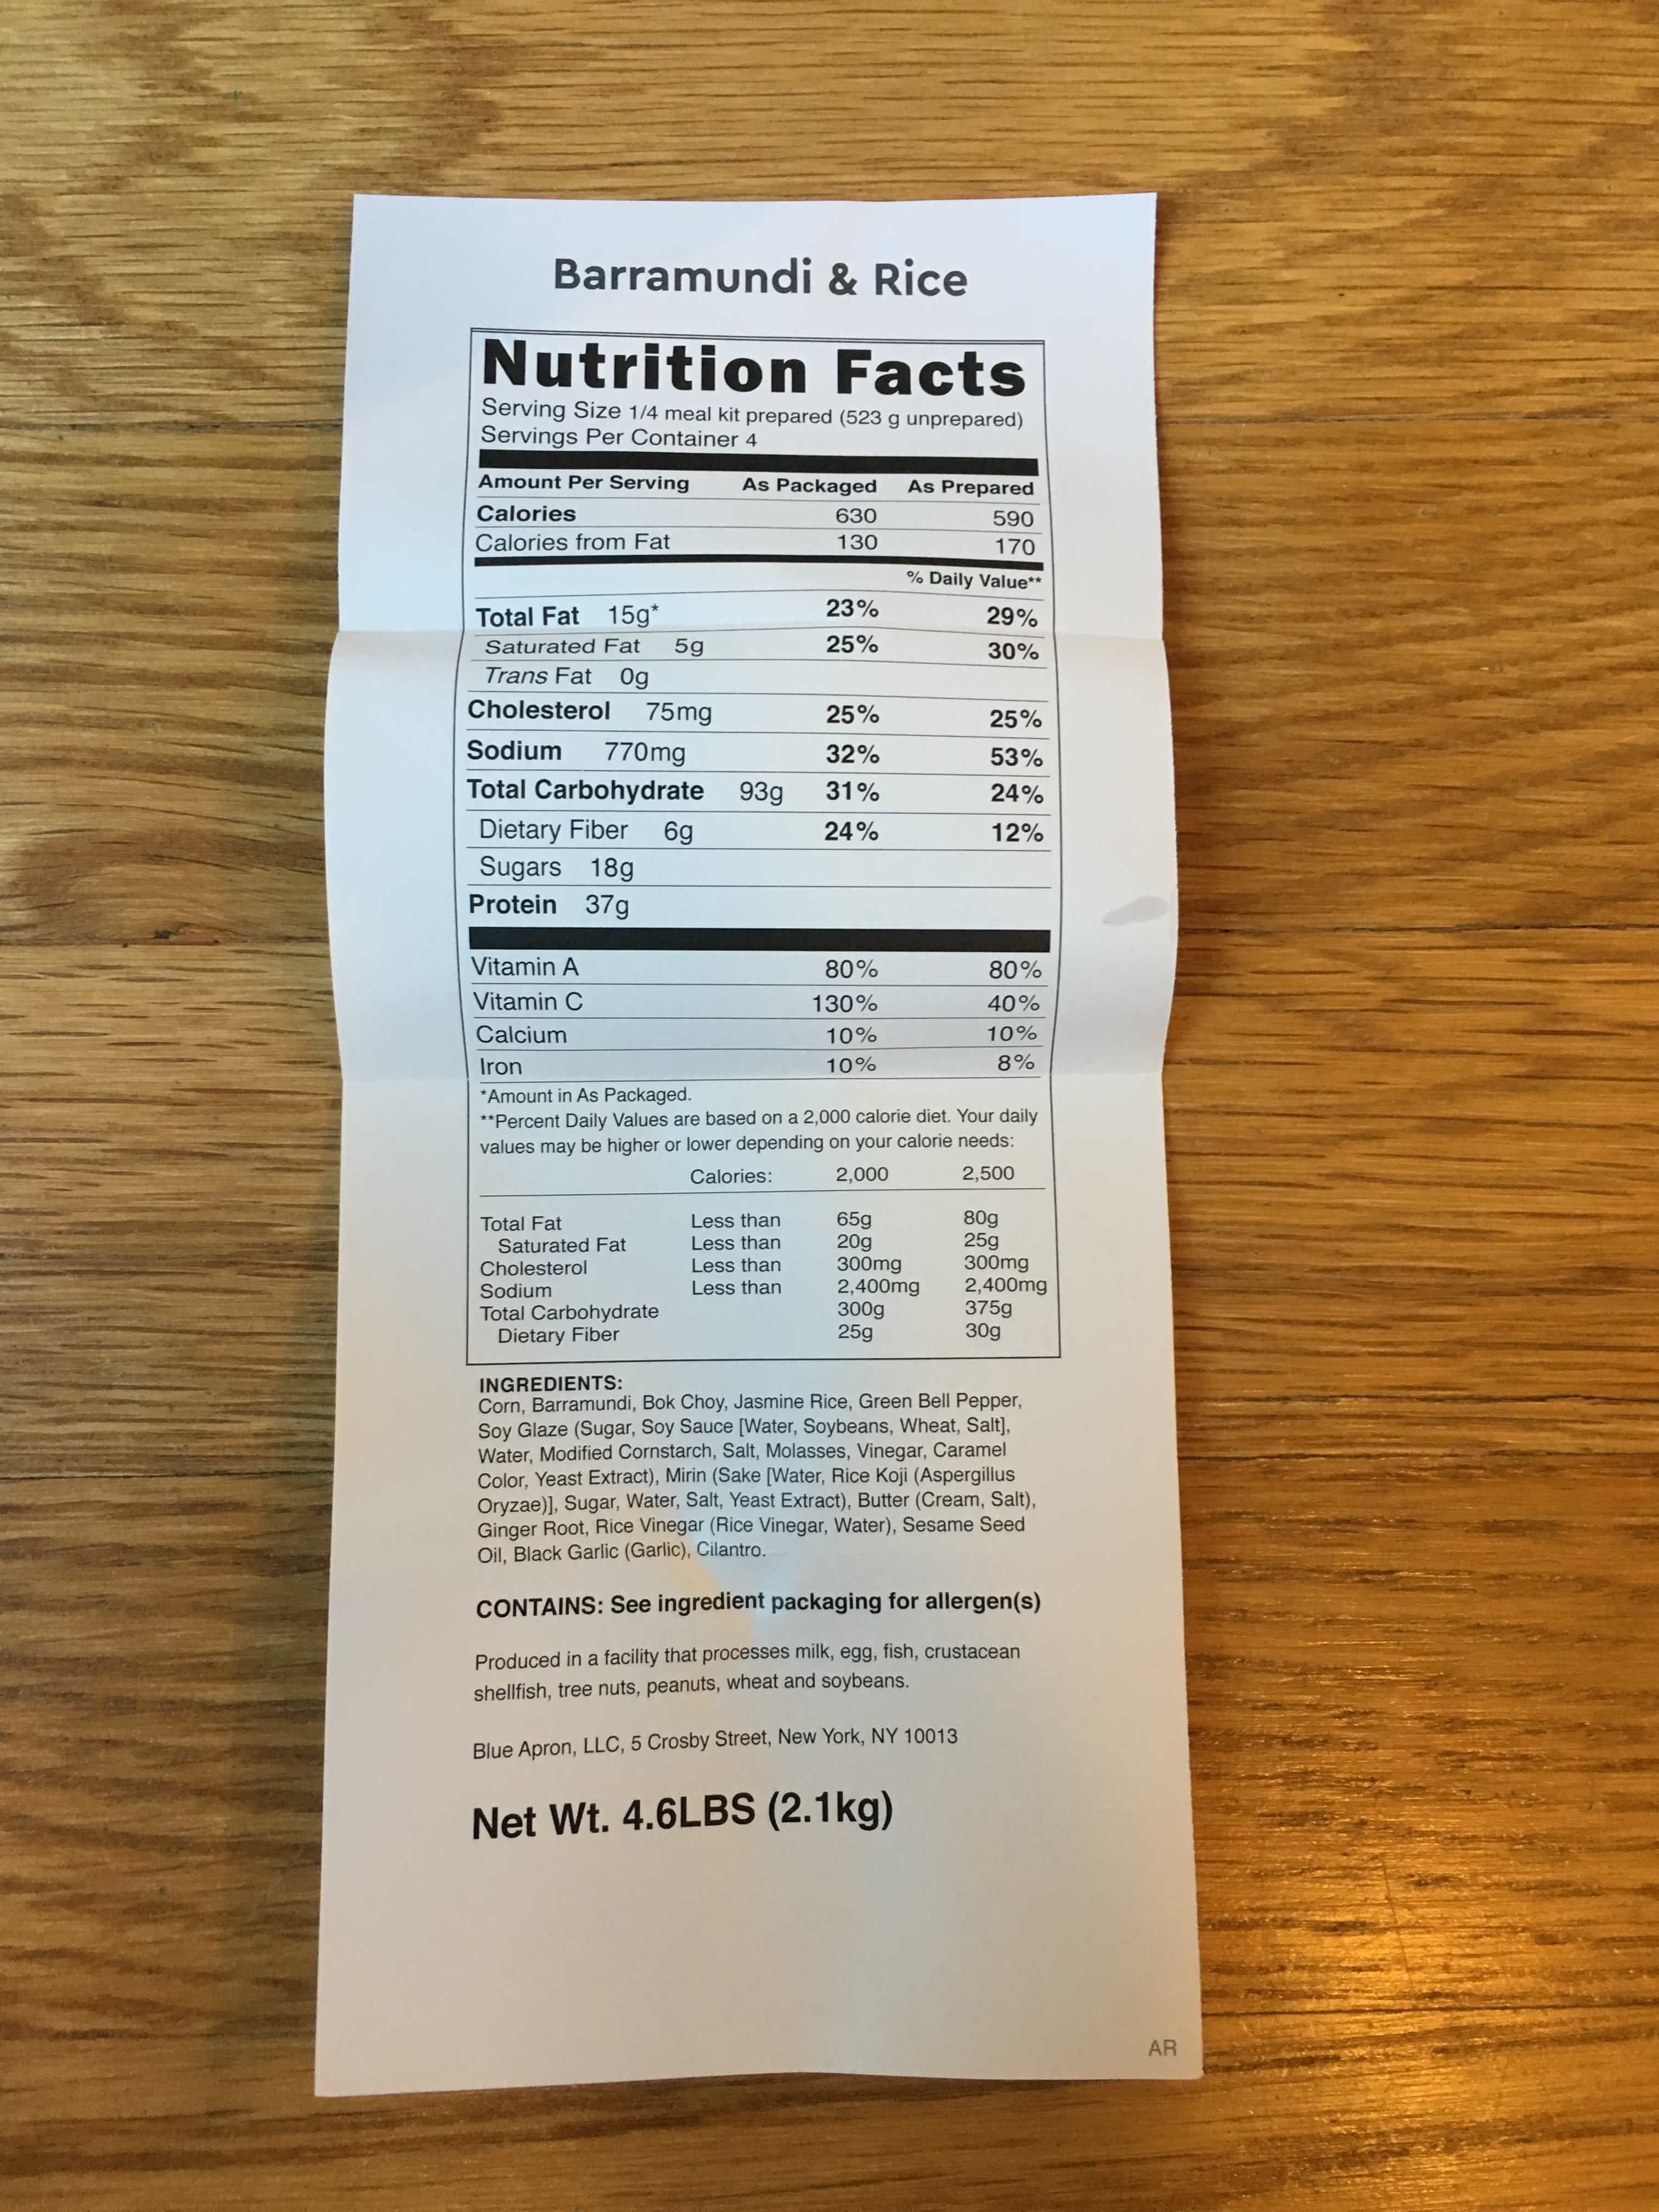 Barramundi & Rice
Nutrition Facts
Serving Size 1/4 meal kit prepared (523 g unprepared)
Servings Per Container 4
Amount Per Serving As Packaged As Prepared
Calories 630 590
Calories from Fat 130 170
% Daily Value**
Total Fat 15g* 23% 29%
Saturated Fat 5g 25% 30%
Trans Fat 0g
Cholesterol 75mg 25% 25%
Sodium 770mg 32% 53%
Total Carbohydrate 93g 31% 24%
Dietary Fiber 6g 24% 12%
Sugars 18g
Protein 37g
Vitamin A 80% 80%
Vitamin C 130% 40%
Calcium 10% 10%
Iron 10% 8%
*Amount in As Packaged.
**Percent Daily Values are based on a 2,000 calorie diet. Your daily
values may be higher or lower depending on your calorie needs:
Calories: 2,000 2,500
Total Fat Less than 65g 80g
Saturated Fat Less than 20g 25g
Cholesterol Less than 300mg 300mg
Sodium Less than 2,400mg 2,400mg
Total Carbohydrate 300g 375g
Dietary Fiber 25g 30g
INGREDIENTS:
Corn, Barramundi, Bok Choy, Jasmine Rice, Green Bell Pepper,
Soy Glaze (Sugar, Soy Sauce [Water, Soybeans, Wheat, Salt],
Water, Modified Cornstarch, Salt, Molasses, Vinegar, Caramel
Color, Yeast Extract), Mirin (Sake [Water, Rice Koji (Aspergillus
Oryzae)], Sugar, Water, Salt, Yeast Extract), Butter (Cream, Salt),
Ginger Root, Rice Vinegar (Rice Vinegar, Water), Sesame Seed
Oil, Black Garlic (Garlic), Cilantro.
CONTAINS: See ingredient packaging for allergen(s)
Produced in a facility that processes milk, egg, fish, crustacean
shellfish, tree nuts, peanuts, wheat and soybeans.
Blue Apron, LLC, 5 Crosby Street, New York, NY 10013
Net Wt. 4.6LBS (2.1kg)
AR